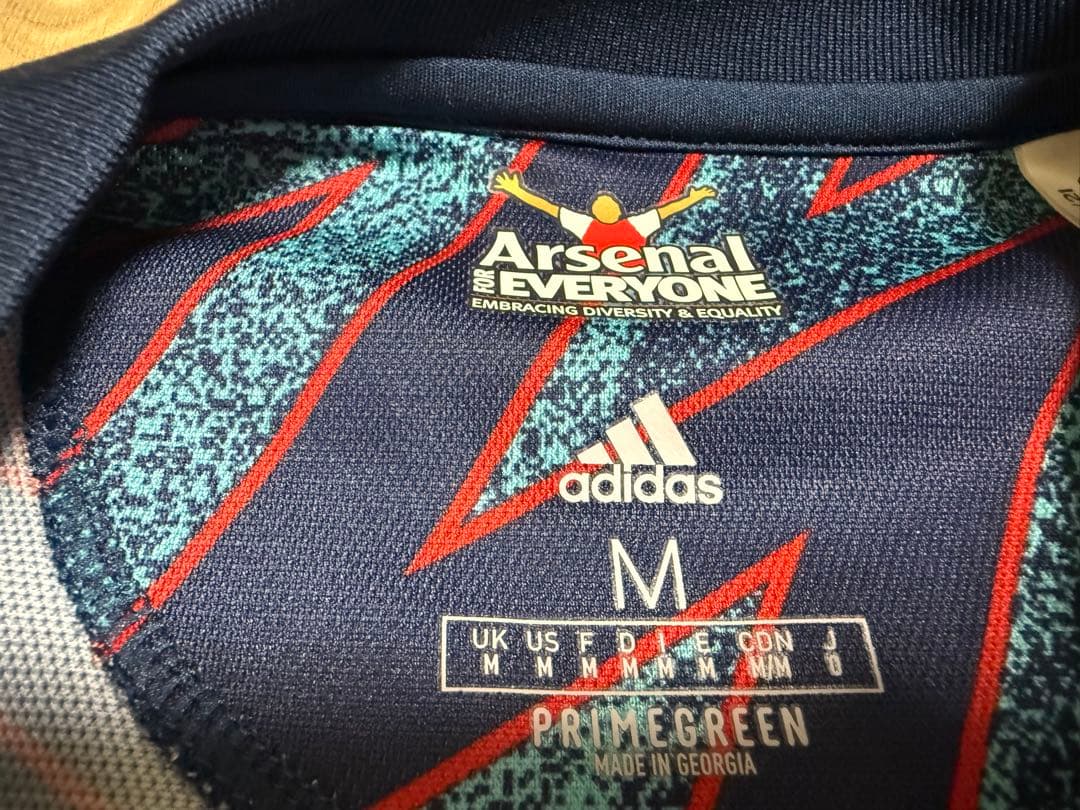 Arsenal
FOR EVERYONE
EMBRACING DIVERSITY & EQUALITY
adidas
M
UK US F D I E CDN J
M M M M M M M/M O
PRIMEGREEN
MADE IN GEORGIA